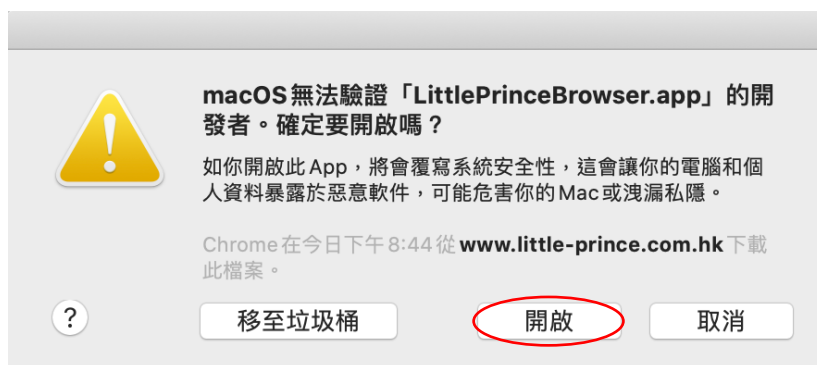 macOS無法驗證「LittlePrinceBrowser.app」的開
發者。確定要開啟嗎？
如你開啟此App，將會覆寫系統安全性，這會讓你的電腦和個
人資料暴露於惡意軟件，可能危害你的Mac或洩漏私隱。
Chrome在今日下午8:44從www.little-prince.com.hk下載
此檔案。
?
移至垃圾桶
開啟
取消